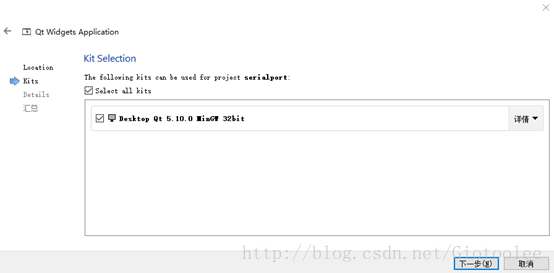 Qt Widgets Application
Kit Selection
Location
Kits
Details
汇总
The following kits can be used for project serialport:
Select all kits
Desktop Qt 5.10.0 MinGW 32bit
详情
http://blog.csdn.net/Giotoolee
下一步(N)
取消